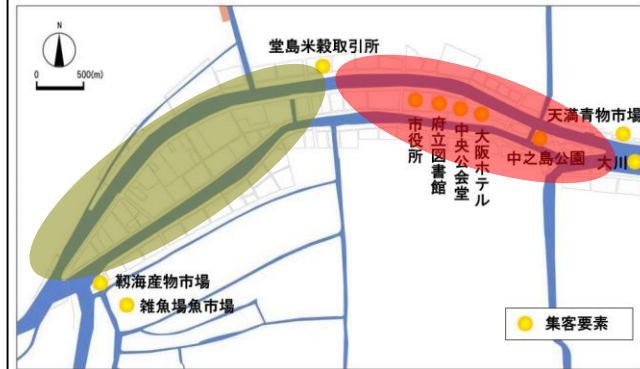 N
0 500(m)
堂島米穀取引所
天満青物市場
市役所
府立図書館
中央公会堂
大阪ホテル
中之島公園
大川
靱海産物市場
雑魚場魚市場
集客要素